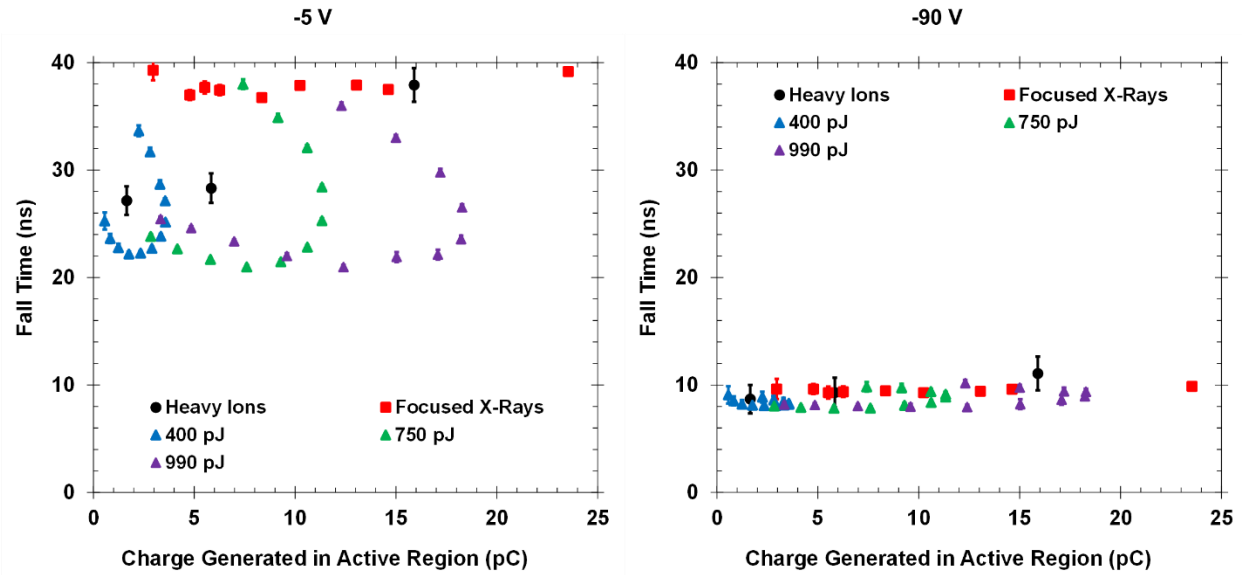 -5 V
40
30
20
10
0
Fall Time (ns)
Heavy Ions
Focused X-Rays
400 pJ
750 pJ
990 pJ
0 5 10 15 20 25
Charge Generated in Active Region (pC)
-90 V
40
30
20
10
0
Fall Time (ns)
Heavy Ions
Focused X-Rays
400 pJ
750 pJ
990 pJ
0 5 10 15 20 25
Charge Generated in Active Region (pC)